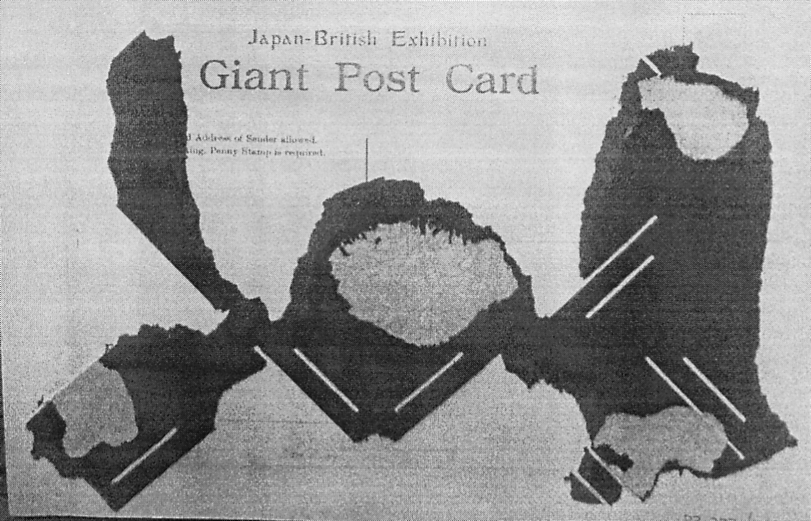 Japan-British Exhibition
Giant Post Card
Address of Sender allowed.
Penny Stamp is required.